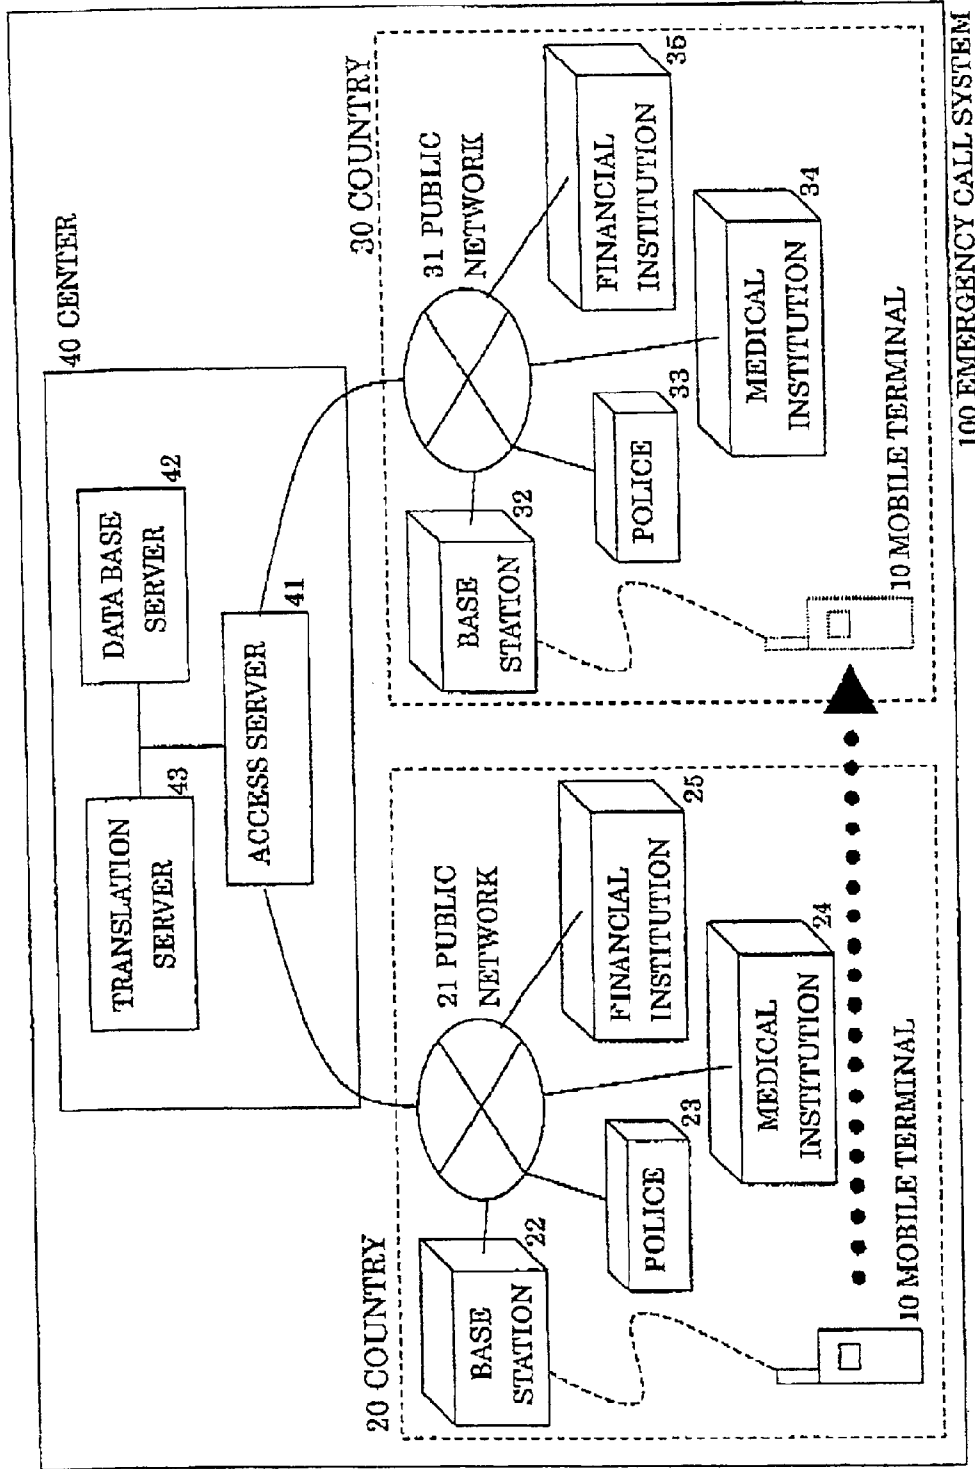 40 CENTER
TRANSLATION
SERVER
43
DATA BASE
SERVER
42
ACCESS SERVER
41
20 COUNTRY
21 PUBLIC
NETWORK
BASE
STATION
22
POLICE
23
MEDICAL
INSTITUTION
24
FINANCIAL
INSTITUTION
25
10 MOBILE TERMINAL
30 COUNTRY
31 PUBLIC
NETWORK
BASE
STATION
32
POLICE
33
MEDICAL
INSTITUTION
34
FINANCIAL
INSTITUTION
35
10 MOBILE TERMINAL
100 EMERGENCY CALL SYSTEM